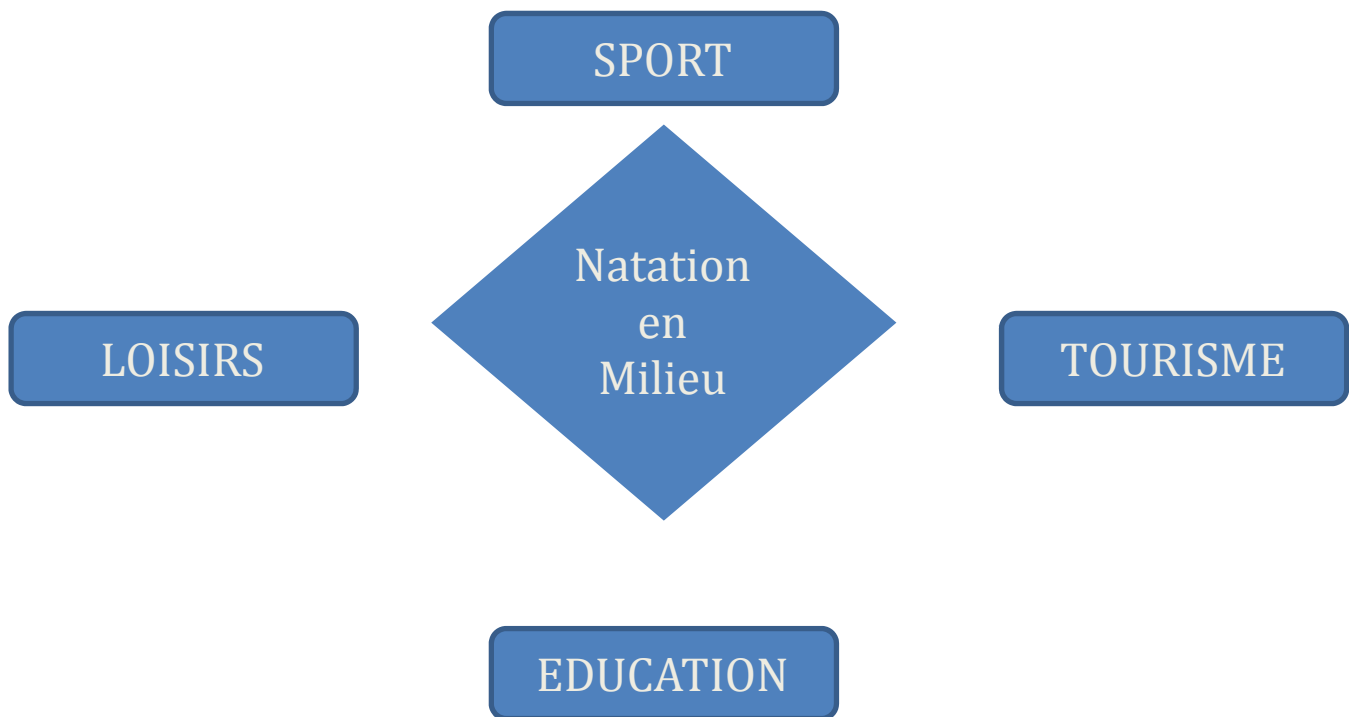 SPORT
Natation
en
Milieu
LOISIRS
TOURISME
EDUCATION